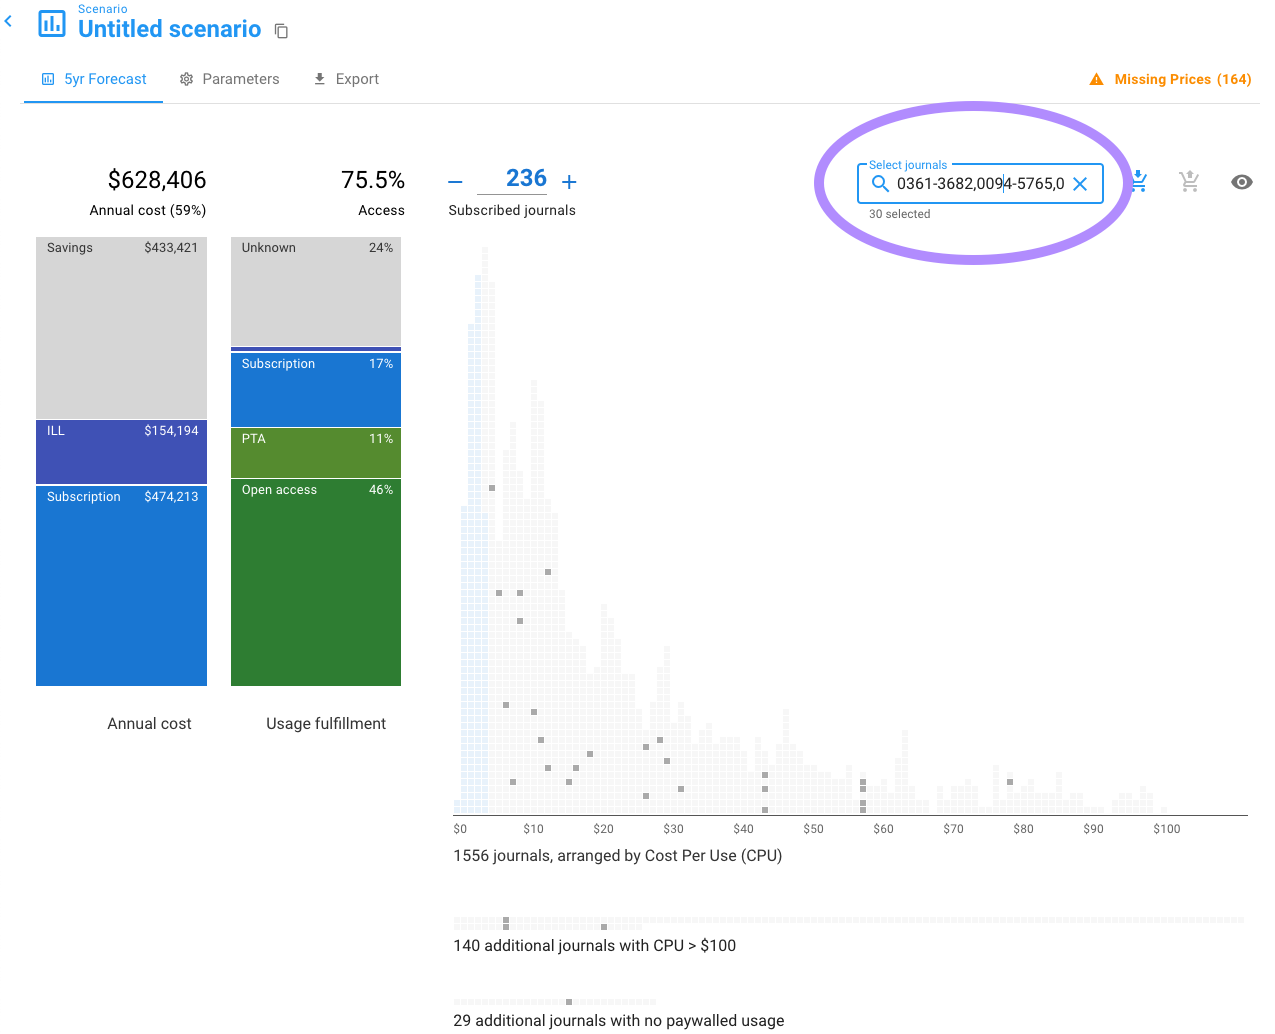 Scenario
Untitled scenario
5yr Forecast
Parameters
Export
Missing Prices (164)
$628,406
Annual cost (59%)
75.5%
Access
236
Subscribed journals
Select journals
0361-3682,0094-5765,0
30 selected
Savings $433,421
ILL $154,194
Subscription $474,213
Annual cost
Unknown 24%
Subscription 17%
PTA 11%
Open access 46%
Usage fulfillment
$0 $10 $20 $30 $40 $50 $60 $70 $80 $90 $100
1556 journals, arranged by Cost Per Use (CPU)
140 additional journals with CPU > $100
29 additional journals with no paywalled usage